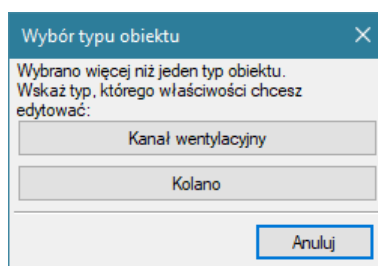 Wybór typu obiektu
Wybrano więcej niż jeden typ obiektu.
Wskaż typ, którego właściwości chcesz
edytować:
Kanał wentylacyjny
Kolano
Anuluj